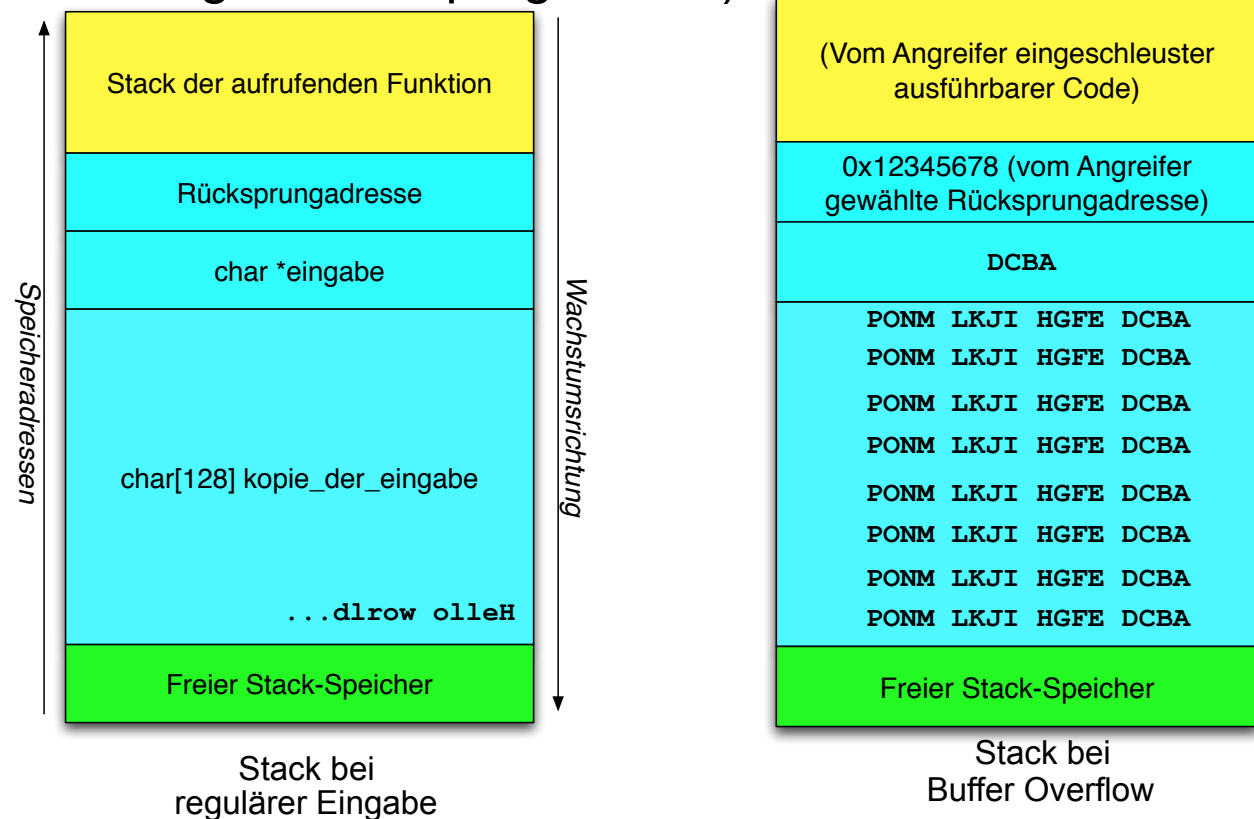 Stack der aufrufenden Funktion
Rücksprungadresse
char *eingabe
char[128] kopie_der_eingabe
...dlrow olleH
Freier Stack-Speicher
Speicheradressen
Wachstumsrichtung
Stack bei
regulärer Eingabe
(Vom Angreifer eingeschleuster
ausführbarer Code)
0x12345678 (vom Angreifer
gewählte Rücksprungadresse)
DCBA
PONM LKJI HGFE DCBA
PONM LKJI HGFE DCBA
PONM LKJI HGFE DCBA
PONM LKJI HGFE DCBA
PONM LKJI HGFE DCBA
PONM LKJI HGFE DCBA
PONM LKJI HGFE DCBA
PONM LKJI HGFE DCBA
Freier Stack-Speicher
Stack bei
Buffer Overflow